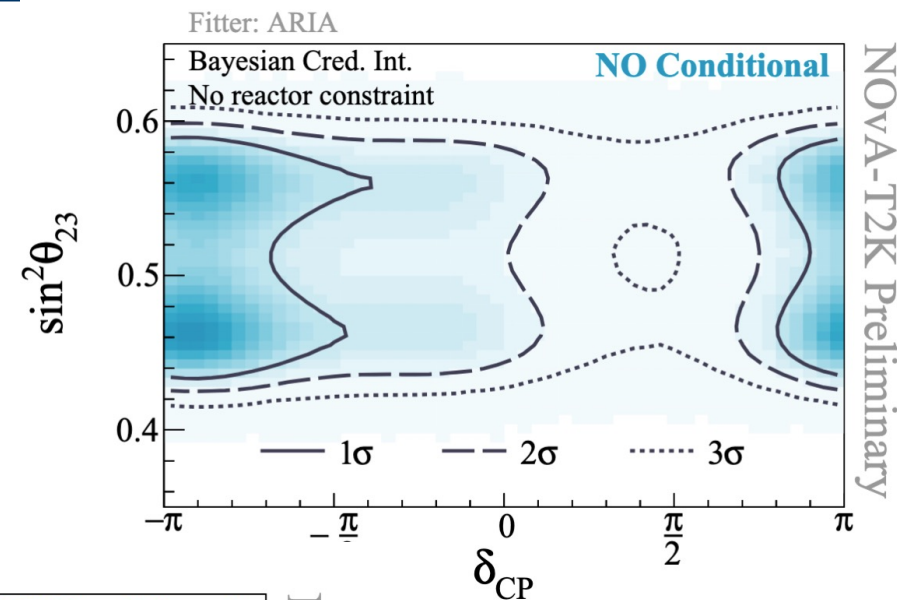 Fitter: ARIA
Bayesian Cred. Int.
No reactor constraint
NO Conditional
NOvA-T2K Preliminary
sin²θ₂₃
0.6
0.5
0.4
1σ
2σ
3σ
−π
− π
0
π
2
π
δCP